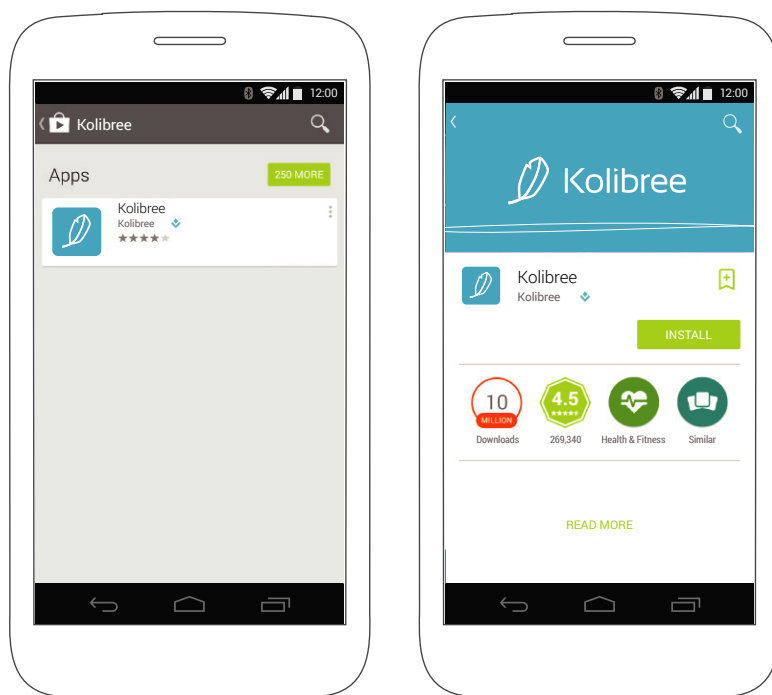 12:00
Kolibree
Apps
250 MORE
Kolibree
Kolibree
12:00
Kolibree
Kolibree
Kolibree
INSTALL
10
MILLION
Downloads
4.5
269,340
Health & Fitness
Similar
READ MORE